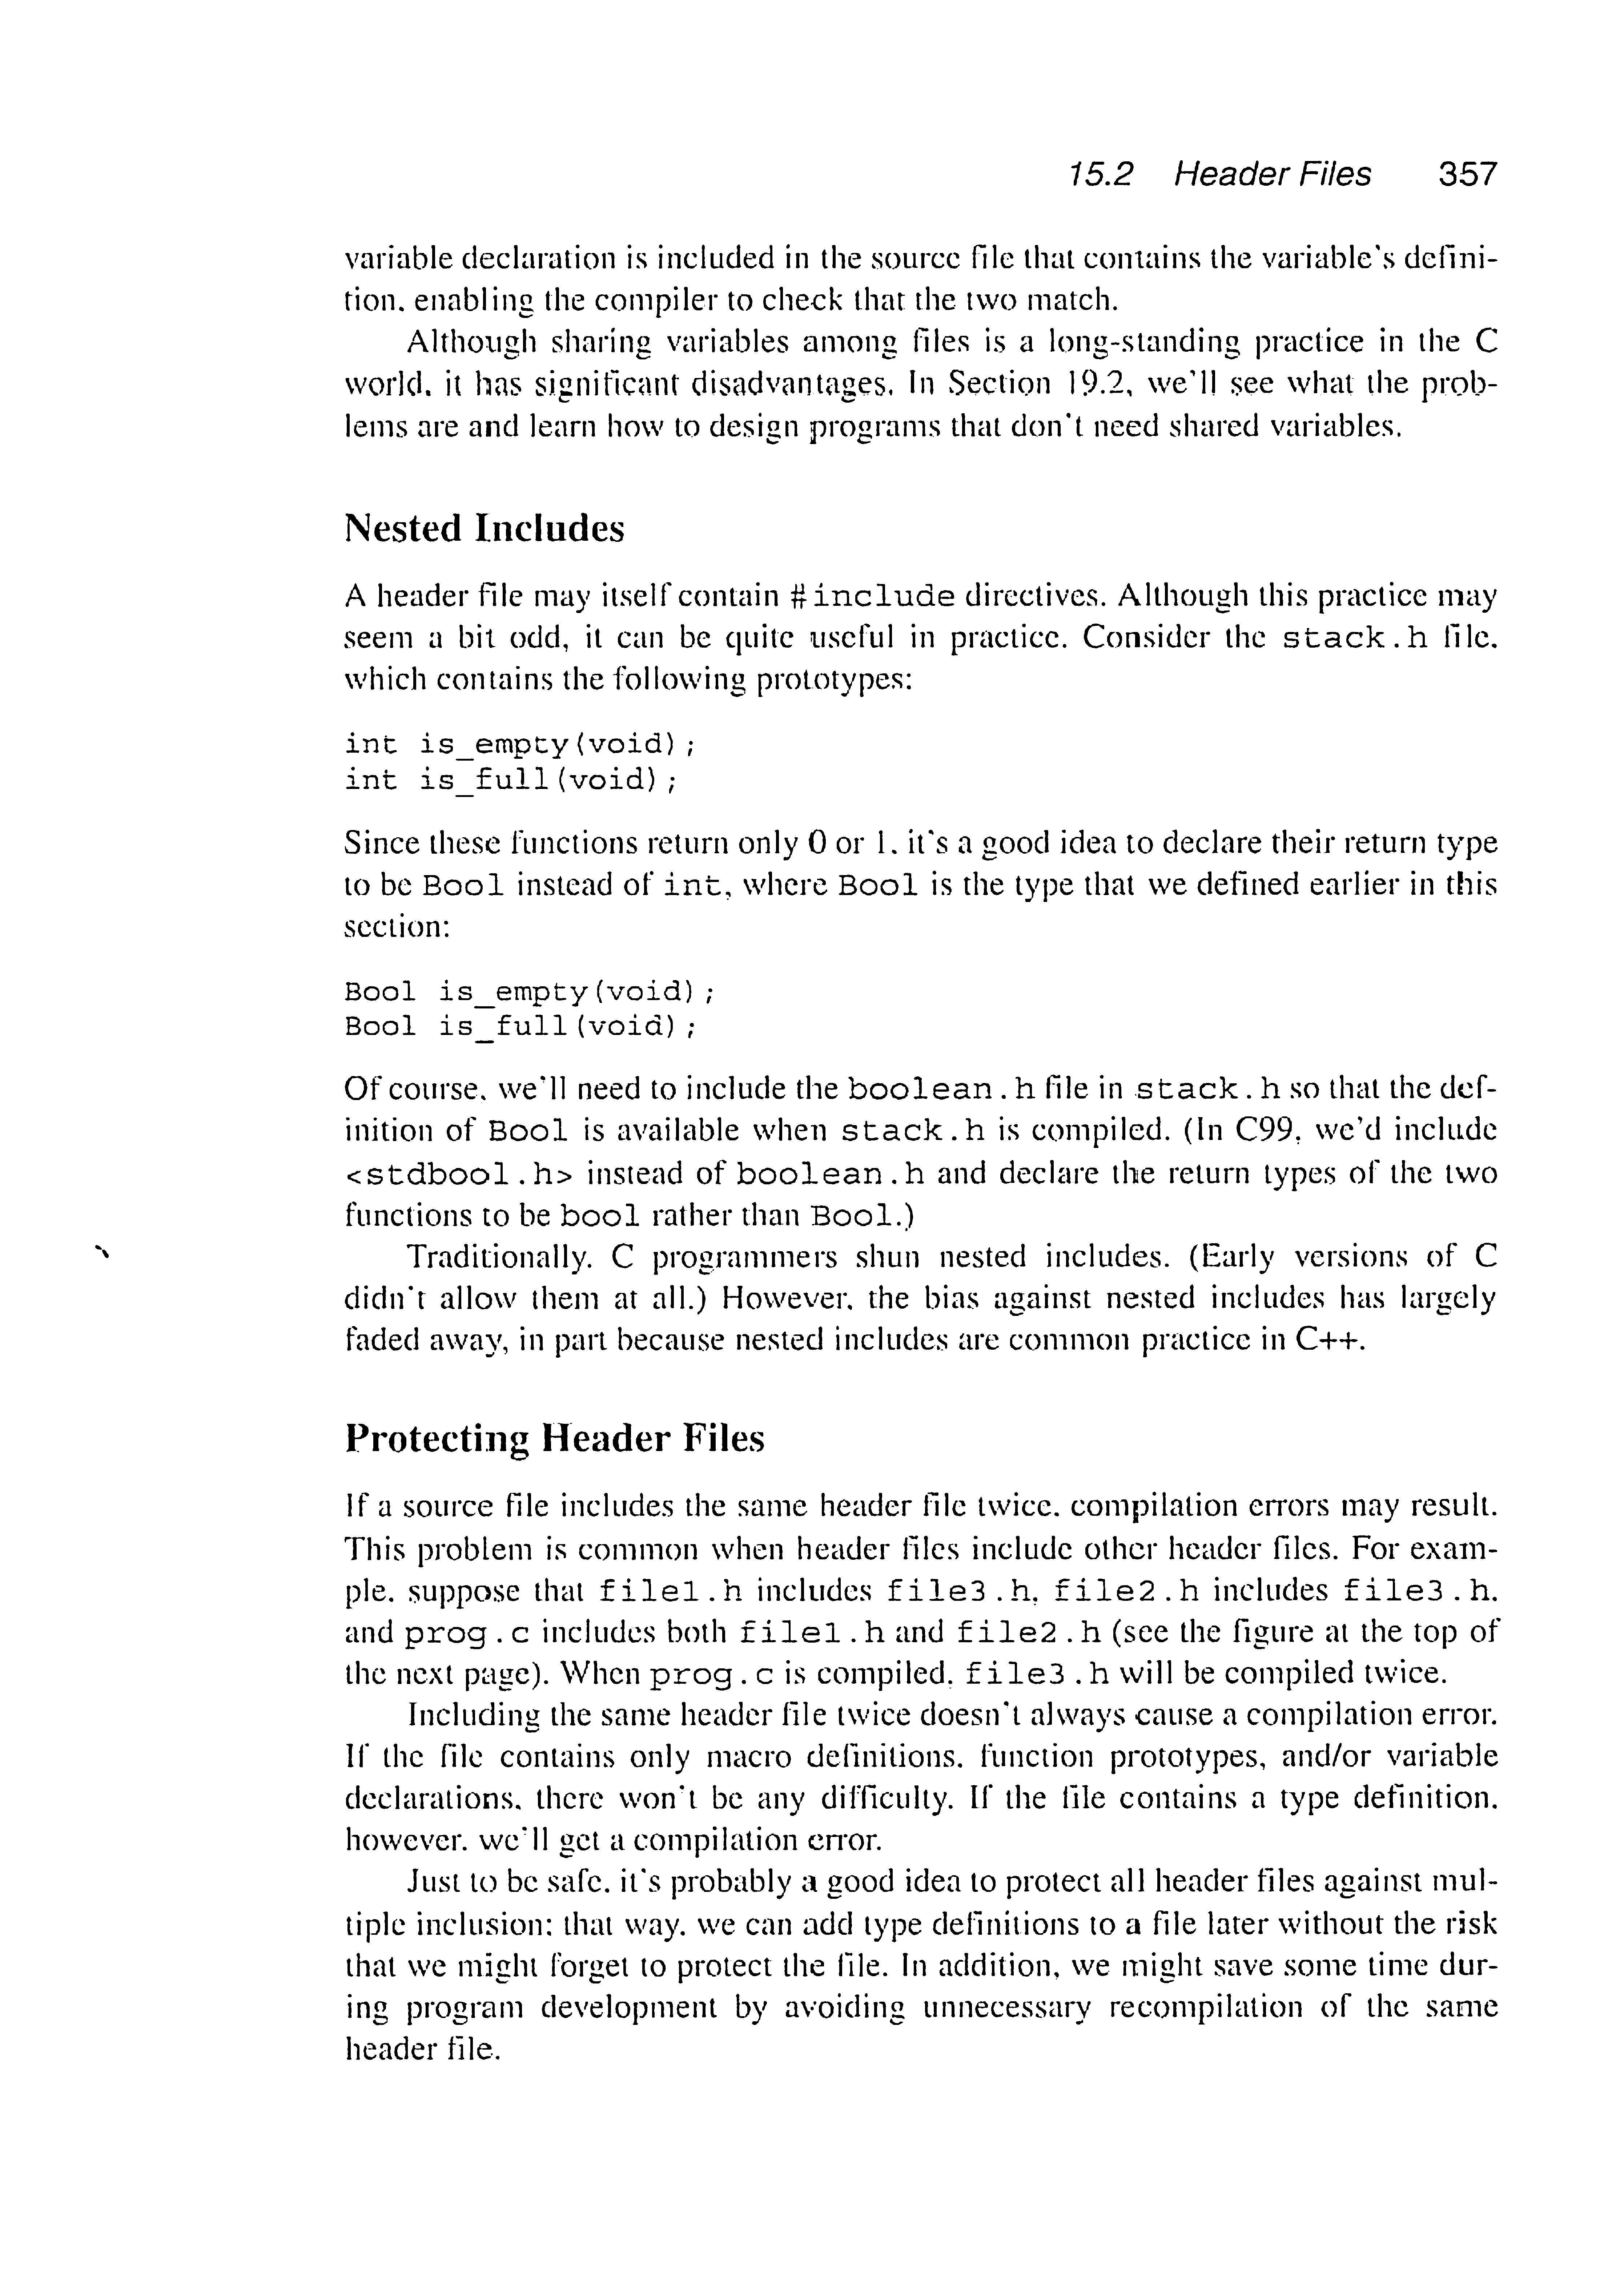 15.2 Header Files 357
variable declaration is included in the source file that contains the variable's defini-
tion, enabling the compiler to check that the two match.
Although sharing variables among files is a long-standing practice in the C
world, it has significant disadvantages. In Section 19.2, we'll see what the prob-
lems are and learn how to design programs that don't need shared variables.
Nested Includes
A header file may itself contain #include directives. Although this practice may
seem a bit odd, it can be quite useful in practice. Consider the stack.h file,
which contains the following prototypes:
int is_empty(void);
int is_full(void);
Since these functions return only 0 or 1, it's a good idea to declare their return type
to be Bool instead of int, where Bool is the type that we defined earlier in this
section:
Bool is_empty(void);
Bool is_full(void);
Of course, we'll need to include the boolean.h file in stack.h so that the def-
inition of Bool is available when stack.h is compiled. (In C99, we'd include
<stdbool.h> instead of boolean.h and declare the return types of the two
functions to be bool rather than Bool.)
Traditionally, C programmers shun nested includes. (Early versions of C
didn't allow them at all.) However, the bias against nested includes has largely
faded away, in part because nested includes are common practice in C++.
Protecting Header Files
If a source file includes the same header file twice, compilation errors may result.
This problem is common when header files include other header files. For exam-
ple, suppose that file1.h includes file3.h, file2.h includes file3.h,
and prog.c includes both file1.h and file2.h (see the figure at the top of
the next page). When prog.c is compiled, file3.h will be compiled twice.
Including the same header file twice doesn't always cause a compilation error.
If the file contains only macro definitions, function prototypes, and/or variable
declarations, there won't be any difficulty. If the file contains a type definition,
however, we'll get a compilation error.
Just to be safe, it's probably a good idea to protect all header files against mul-
tiple inclusion; that way, we can add type definitions to a file later without the risk
that we might forget to protect the file. In addition, we might save some time dur-
ing program development by avoiding unnecessary recompilation of the same
header file.